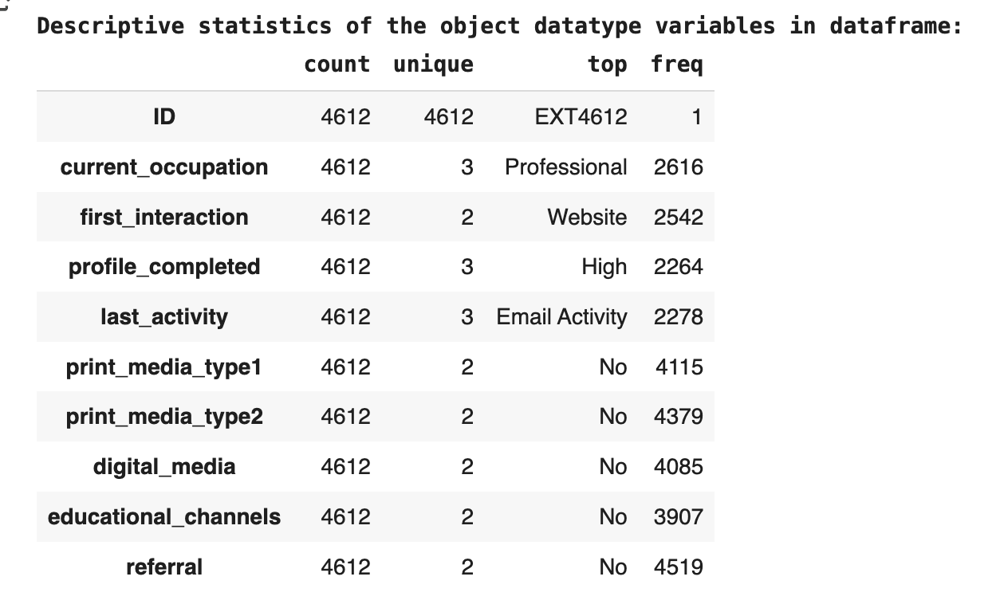 Descriptive statistics of the object datatype variables in dataframe:
count unique top freq
ID 4612 4612 EXT4612 1
current_occupation 4612 3 Professional 2616
first_interaction 4612 2 Website 2542
profile_completed 4612 3 High 2264
last_activity 4612 3 Email Activity 2278
print_media_type1 4612 2 No 4115
print_media_type2 4612 2 No 4379
digital_media 4612 2 No 4085
educational_channels 4612 2 No 3907
referral 4612 2 No 4519